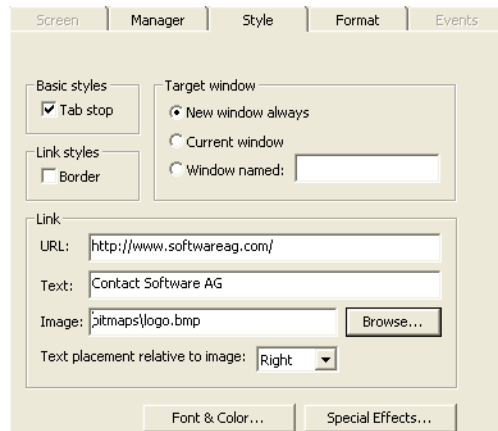 Screen Manager Style Format Events
Basic styles
Tab stop
Link styles
Border
Target window
New window always
Current window
Window named:
Link
URL: http://www.softwareag.com/
Text: Contact Software AG
Image: bitmaps\logo.bmp Browse...
Text placement relative to image: Right
Font & Color... Special Effects...